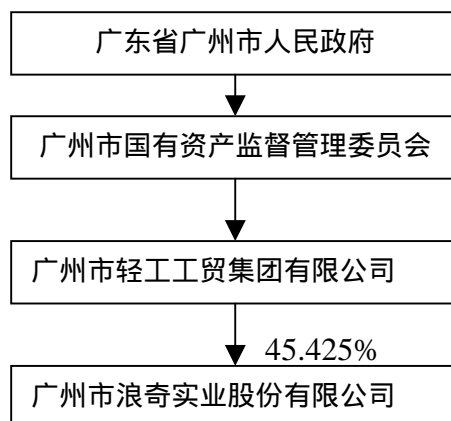 广东省广州市人民政府
广州市国有资产监督管理委员会
广州市轻工工贸集团有限公司
45.425%
广州市浪奇实业股份有限公司